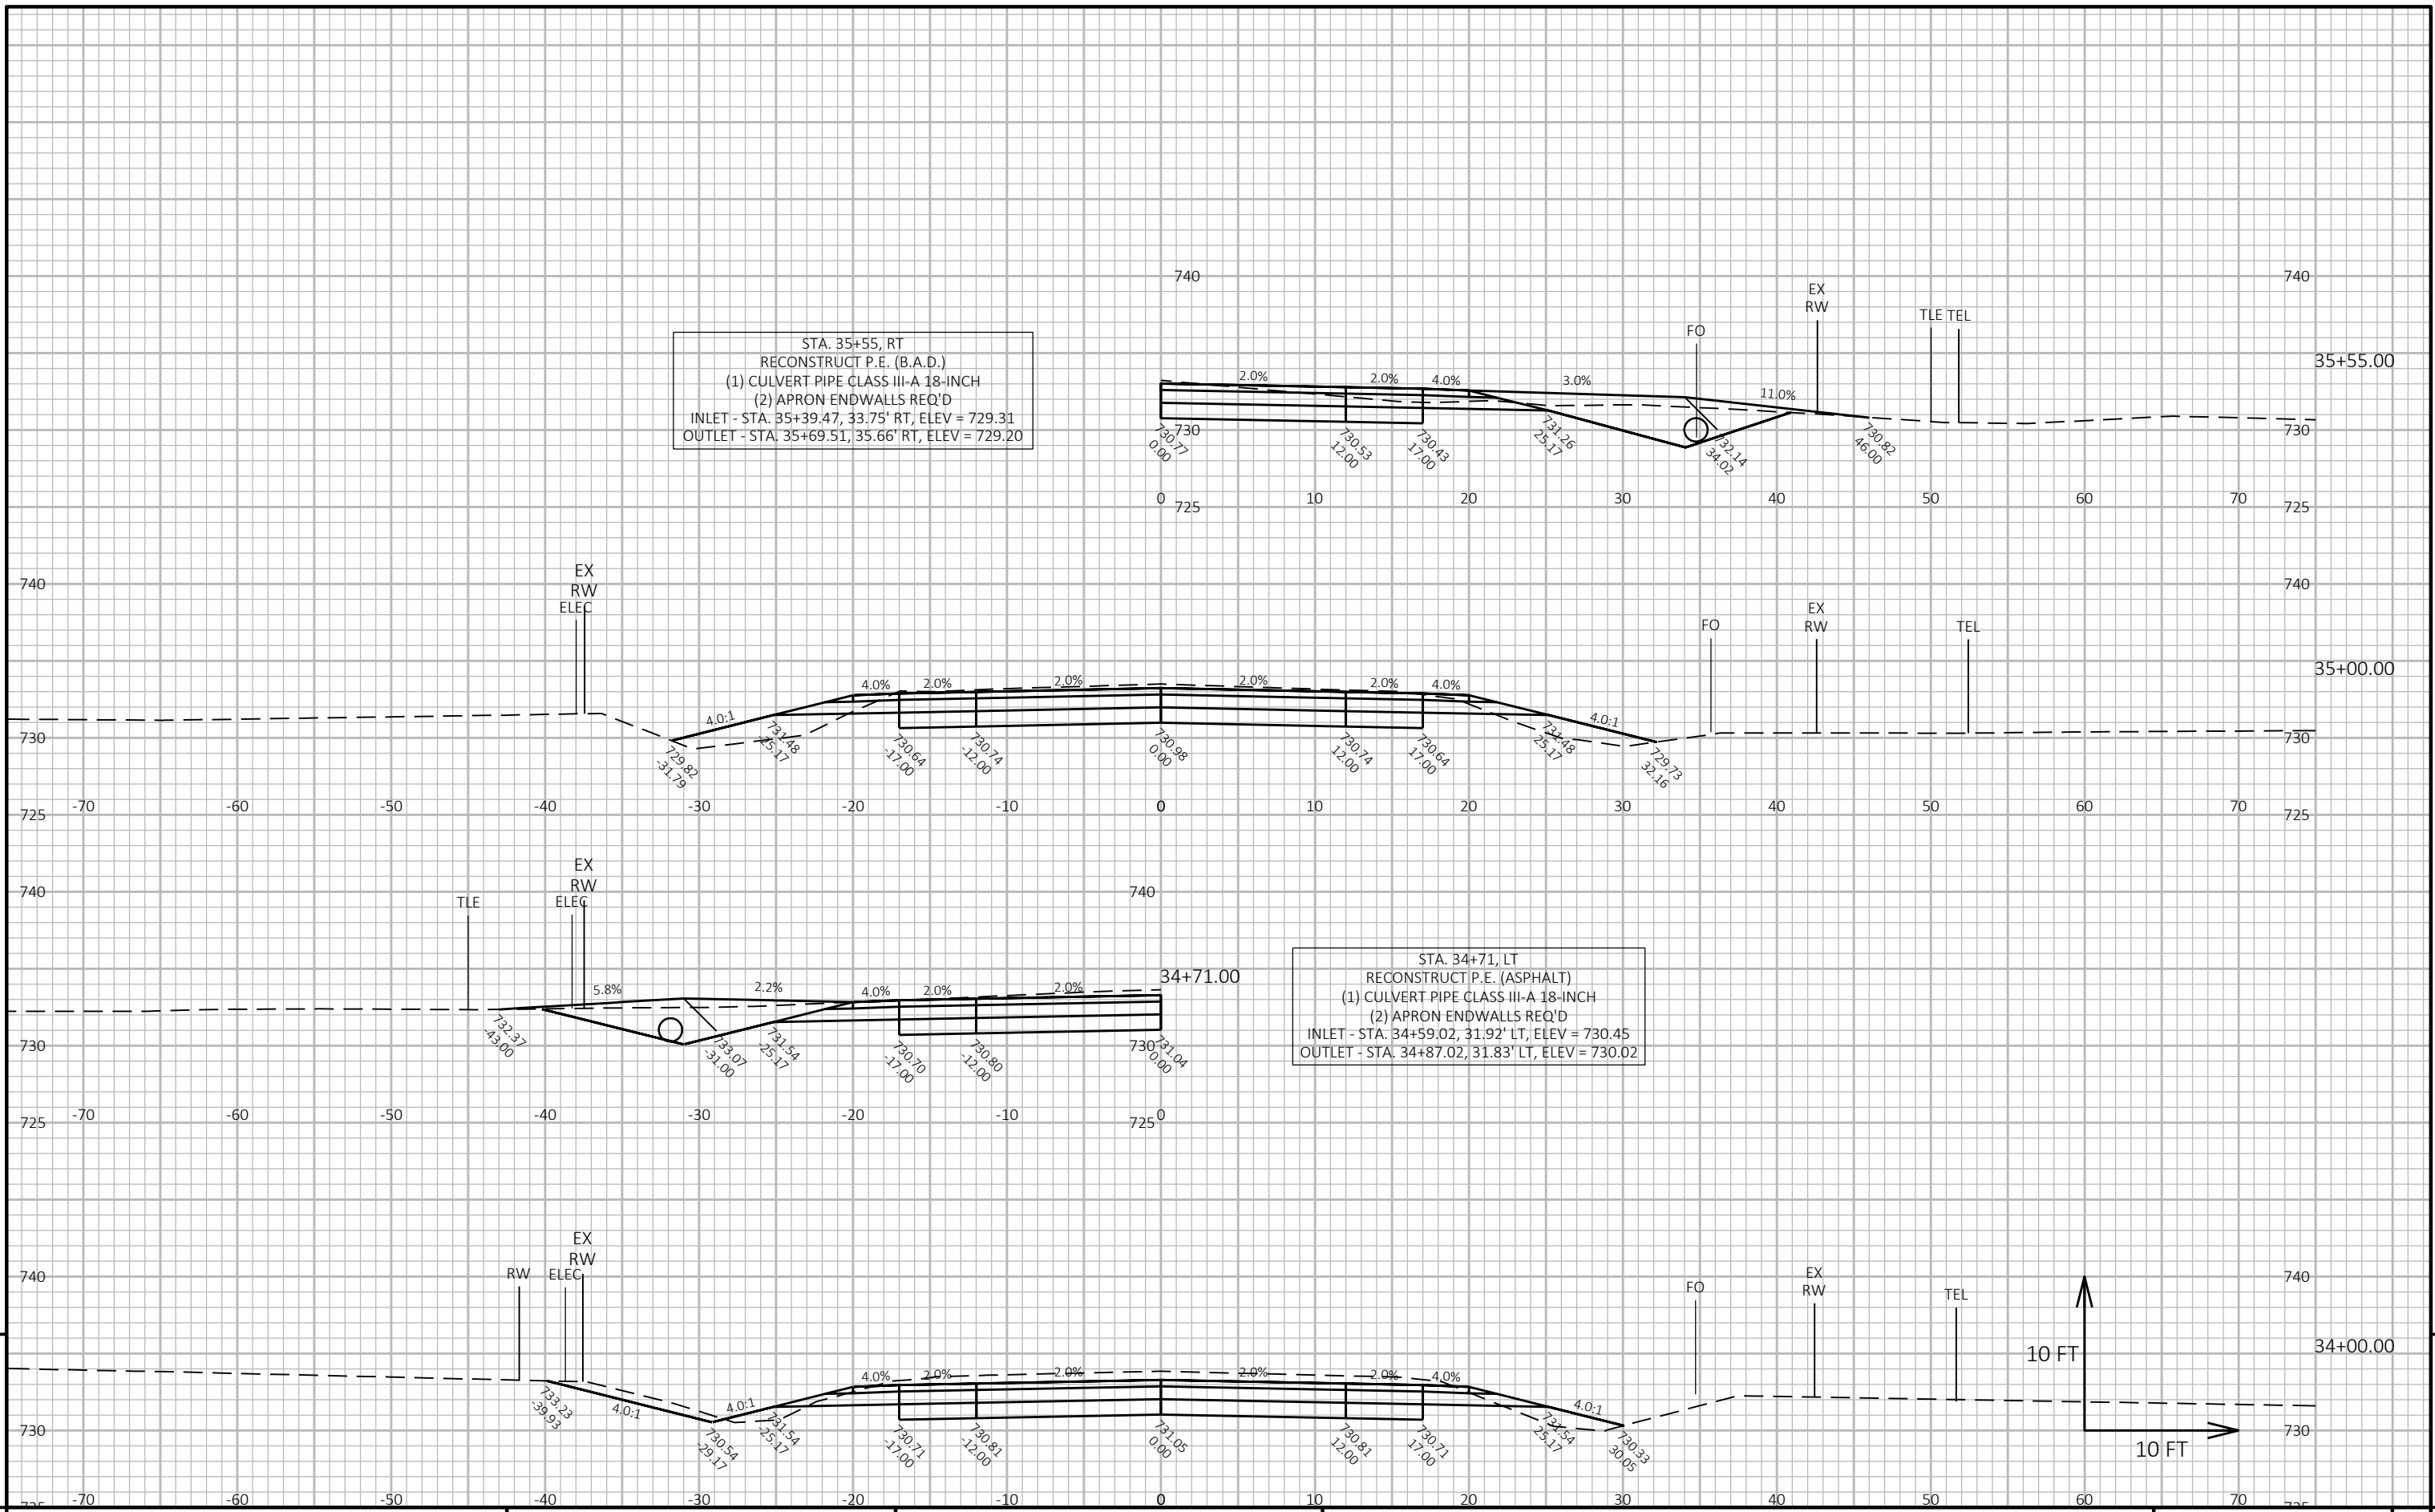 740
740
EX
RW
TLE TEL
FO
35+55.00
STA. 35+55, RT
RECONSTRUCT P.E. (B.A.D.)
(1) CULVERT PIPE CLASS III-A 18-INCH
(2) APRON ENDWALLS REQ'D
INLET - STA. 35+39.47, 33.75' RT, ELEV = 729.31
OUTLET - STA. 35+69.51, 35.66' RT, ELEV = 729.20
2.0%
2.0%
4.0%
3.0%
11.0%
730
730
730.77
0.00
730.53
12.00
730.43
17.00
731.26
25.17
732.14
34.02
730.82
46.00
0 10 20 30 40 50 60 70
725
725
EX
RW
ELEC
740
740
FO
EX
RW
TEL
35+00.00
4.0:1
4.0%
2.0%
2.0%
2.0%
2.0%
4.0%
4.0:1
730
730
729.82
-31.79
731.48
-25.17
730.64
-17.00
730.74
-12.00
730.98
0.00
730.74
12.00
730.64
17.00
731.48
25.17
729.73
32.16
-70 -60 -50 -40 -30 -20 -10 0 10 20 30 40 50 60 70
725
725
EX
RW
TLE
ELEC
740
740
34+71.00
STA. 34+71, LT
RECONSTRUCT P.E. (ASPHALT)
(1) CULVERT PIPE CLASS III-A 18-INCH
(2) APRON ENDWALLS REQ'D
INLET - STA. 34+59.02, 31.92' LT, ELEV = 730.45
OUTLET - STA. 34+87.02, 31.83' LT, ELEV = 730.02
5.8%
2.2%
4.0%
2.0%
2.0%
730
730
732.37
-43.00
733.07
-31.00
731.54
-25.17
730.70
-17.00
730.80
-12.00
731.04
0.00
-70 -60 -50 -40 -30 -20 -10 0
725
725
EX
RW
RW
ELEC
740
740
FO
EX
RW
TEL
34+00.00
10 FT
10 FT
4.0:1
4.0:1
4.0%
2.0%
2.0%
2.0%
2.0%
4.0%
4.0:1
730
730
733.23
-39.93
730.54
-29.17
731.54
-25.17
730.71
-17.00
730.81
-12.00
731.05
0.00
730.81
12.00
730.71
17.00
731.54
25.17
730.33
30.05
-70 -60 -50 -40 -30 -20 -10 0 10 20 30 40 50 60 70